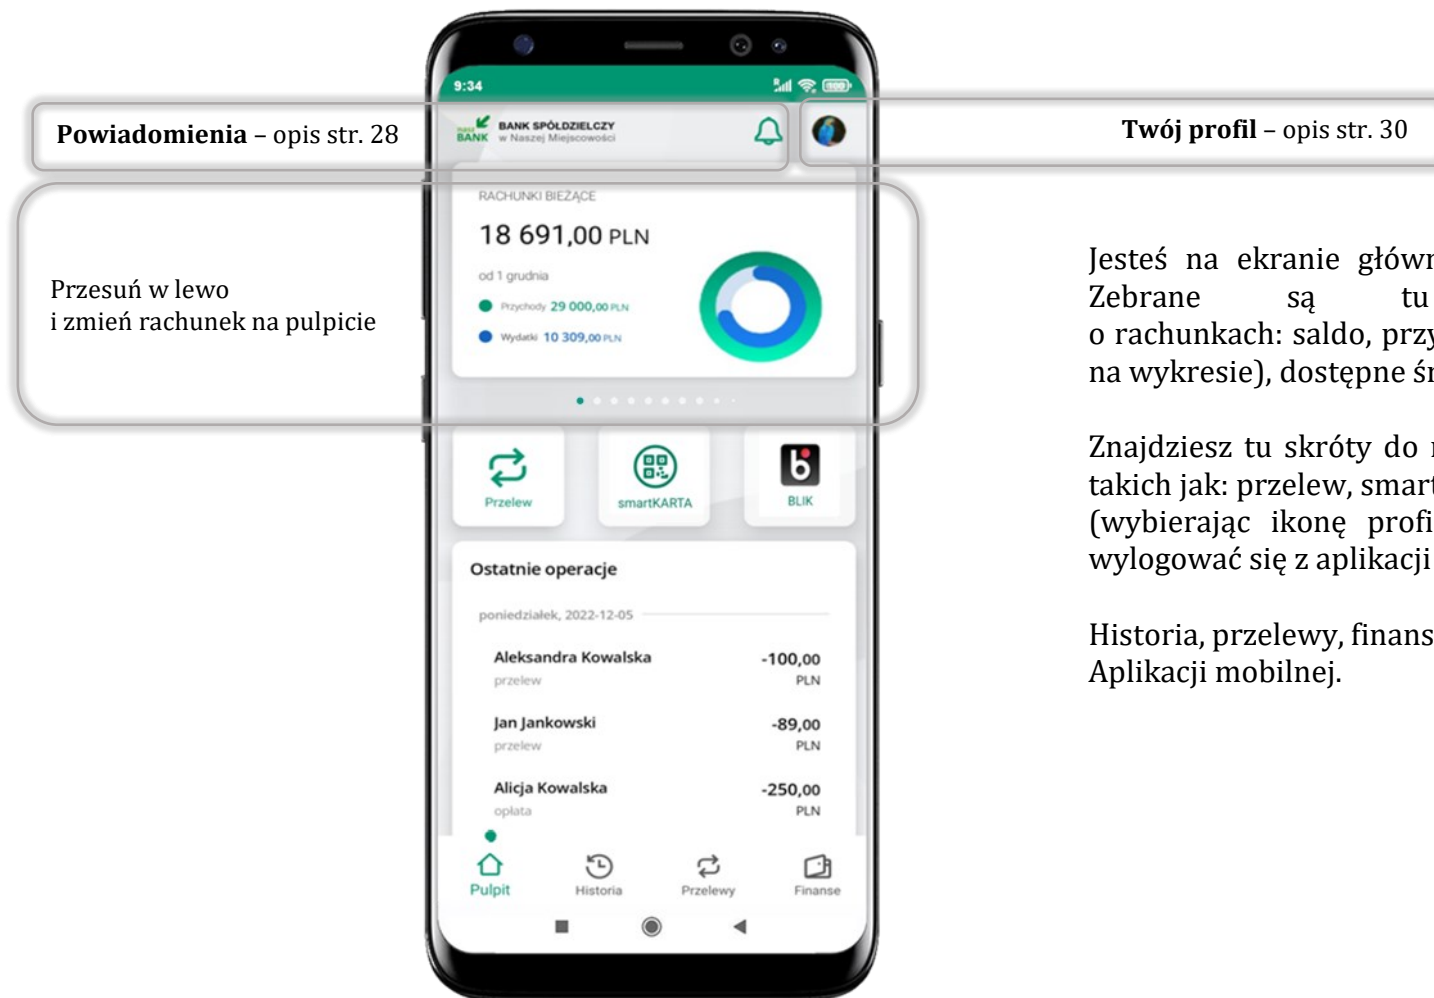 9:34
Powiadomienia – opis str. 28
nasz BANK
BANK SPÓŁDZIELCZY
w Naszej Miejscowości
Twój profil – opis str. 30
RACHUNKI BIEŻĄCE
18 691,00 PLN
od 1 grudnia
Przychody 29 000,00 PLN
Wydatki 10 309,00 PLN
Przesuń w lewo
i zmień rachunek na pulpicie
Przelew
smartKARTA
BLIK
Ostatnie operacje
poniedziałek, 2022-12-05
Aleksandra Kowalska -100,00
przelew PLN
Jan Jankowski -89,00
przelew PLN
Alicja Kowalska -250,00
opłata PLN
Pulpit
Historia
Przelewy
Finanse
Jesteś na ekranie główn
Zebrane są tu
o rachunkach: saldo, przy
na wykresie), dostępne śr
Znajdziesz tu skróty do
takich jak: przelew, smart
(wybierając ikonę profi
wylogować się z aplikacji
Historia, przelewy, finans
Aplikacji mobilnej.